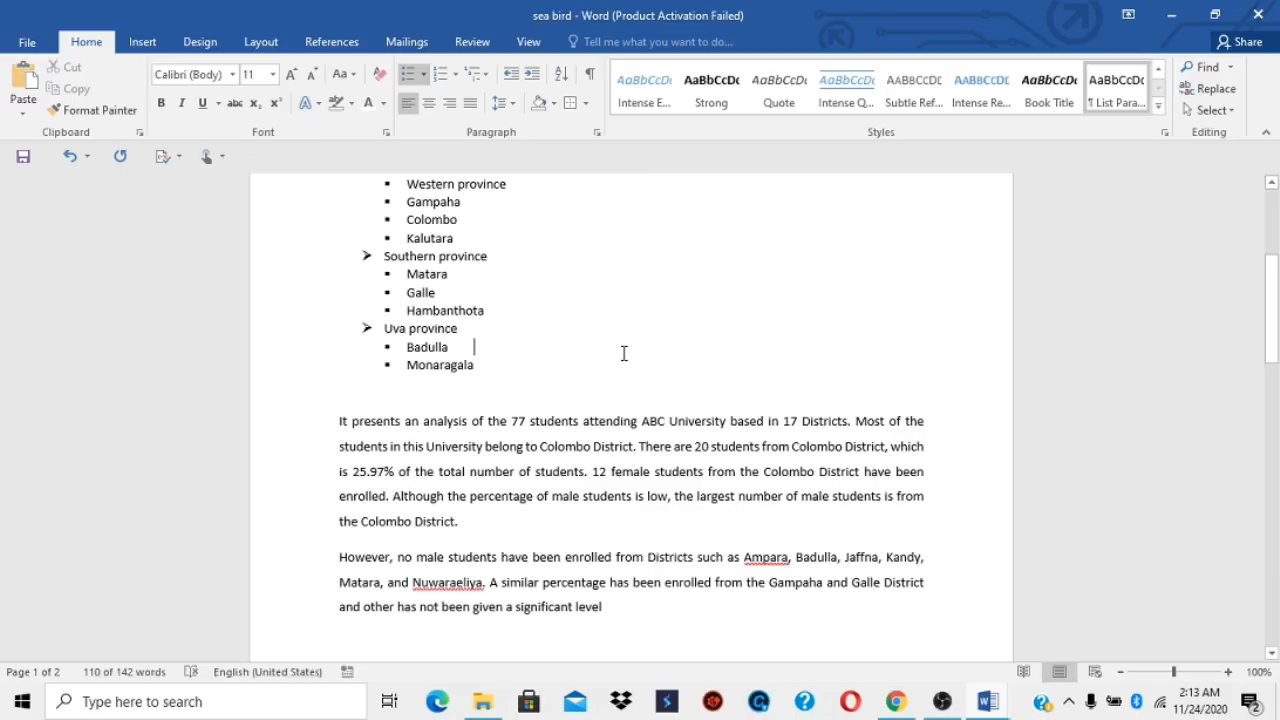 sea bird - Word (Product Activation Failed)
File Home Insert Design Layout References Mailings Review View Tell me what you want to do... Share
Paste
Cut
Copy
Format Painter
Clipboard
Calibri (Body) 11
Font
Paragraph
AaBbCcDc Intense E...
AaBbCcDc Strong
AaBbCcDc Quote
AaBbCcDc Intense Q...
AABBCCDC Subtle Ref...
AABBCCDC Intense Re...
AaBbCcDc Book Title
AaBbCcDc ¶ List Para...
Styles
Find
Replace
Select
Editing
Western province
Gampaha
Colombo
Kalutara
Southern province
Matara
Galle
Hambanthota
Uva province
Badulla
Monaragala
It presents an analysis of the 77 students attending ABC University based in 17 Districts. Most of the
students in this University belong to Colombo District. There are 20 students from Colombo District, which
is 25.97% of the total number of students. 12 female students from the Colombo District have been
enrolled. Although the percentage of male students is low, the largest number of male students is from
the Colombo District.
However, no male students have been enrolled from Districts such as Ampara, Badulla, Jaffna, Kandy,
Matara, and Nuwaraeliya. A similar percentage has been enrolled from the Gampaha and Galle District
and other has not been given a significant level
Page 1 of 2 110 of 142 words English (United States) 100%
Type here to search
2:13 AM
11/24/2020